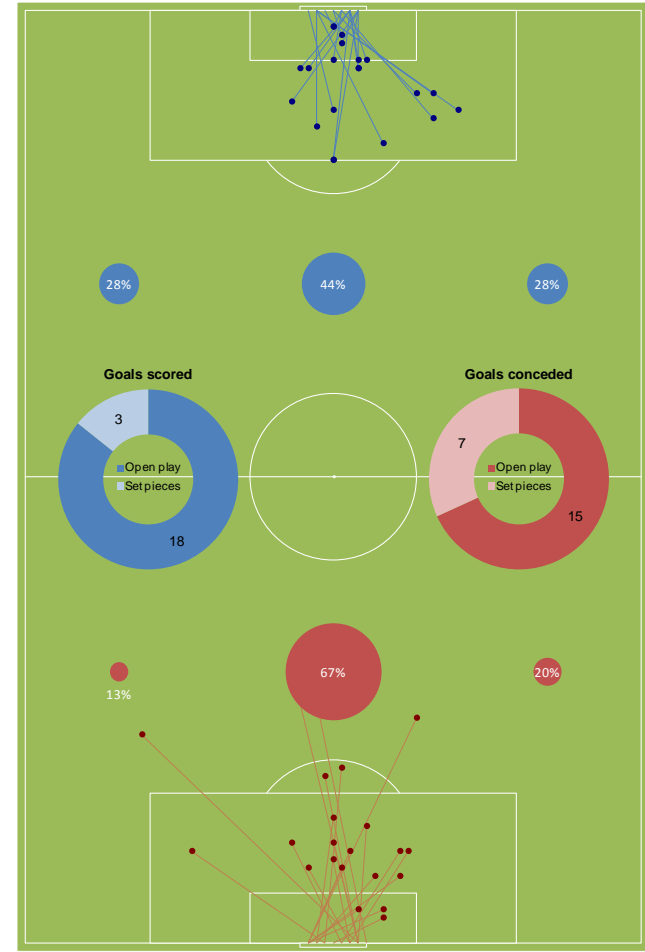 28%
44%
28%
Goals scored
Goals conceded
3
7
Open play
Set pieces
Open play
Set pieces
18
15
67%
20%
13%